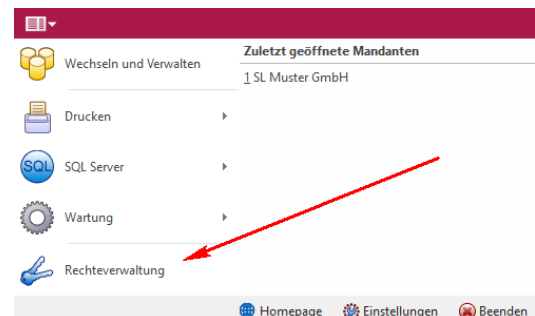 Wechseln und Verwalten
Drucken
SQL
SQL Server
Wartung
Rechteverwaltung
Zuletzt geöffnete Mandanten
1 SL Muster GmbH
Homepage
Einstellungen
Beenden